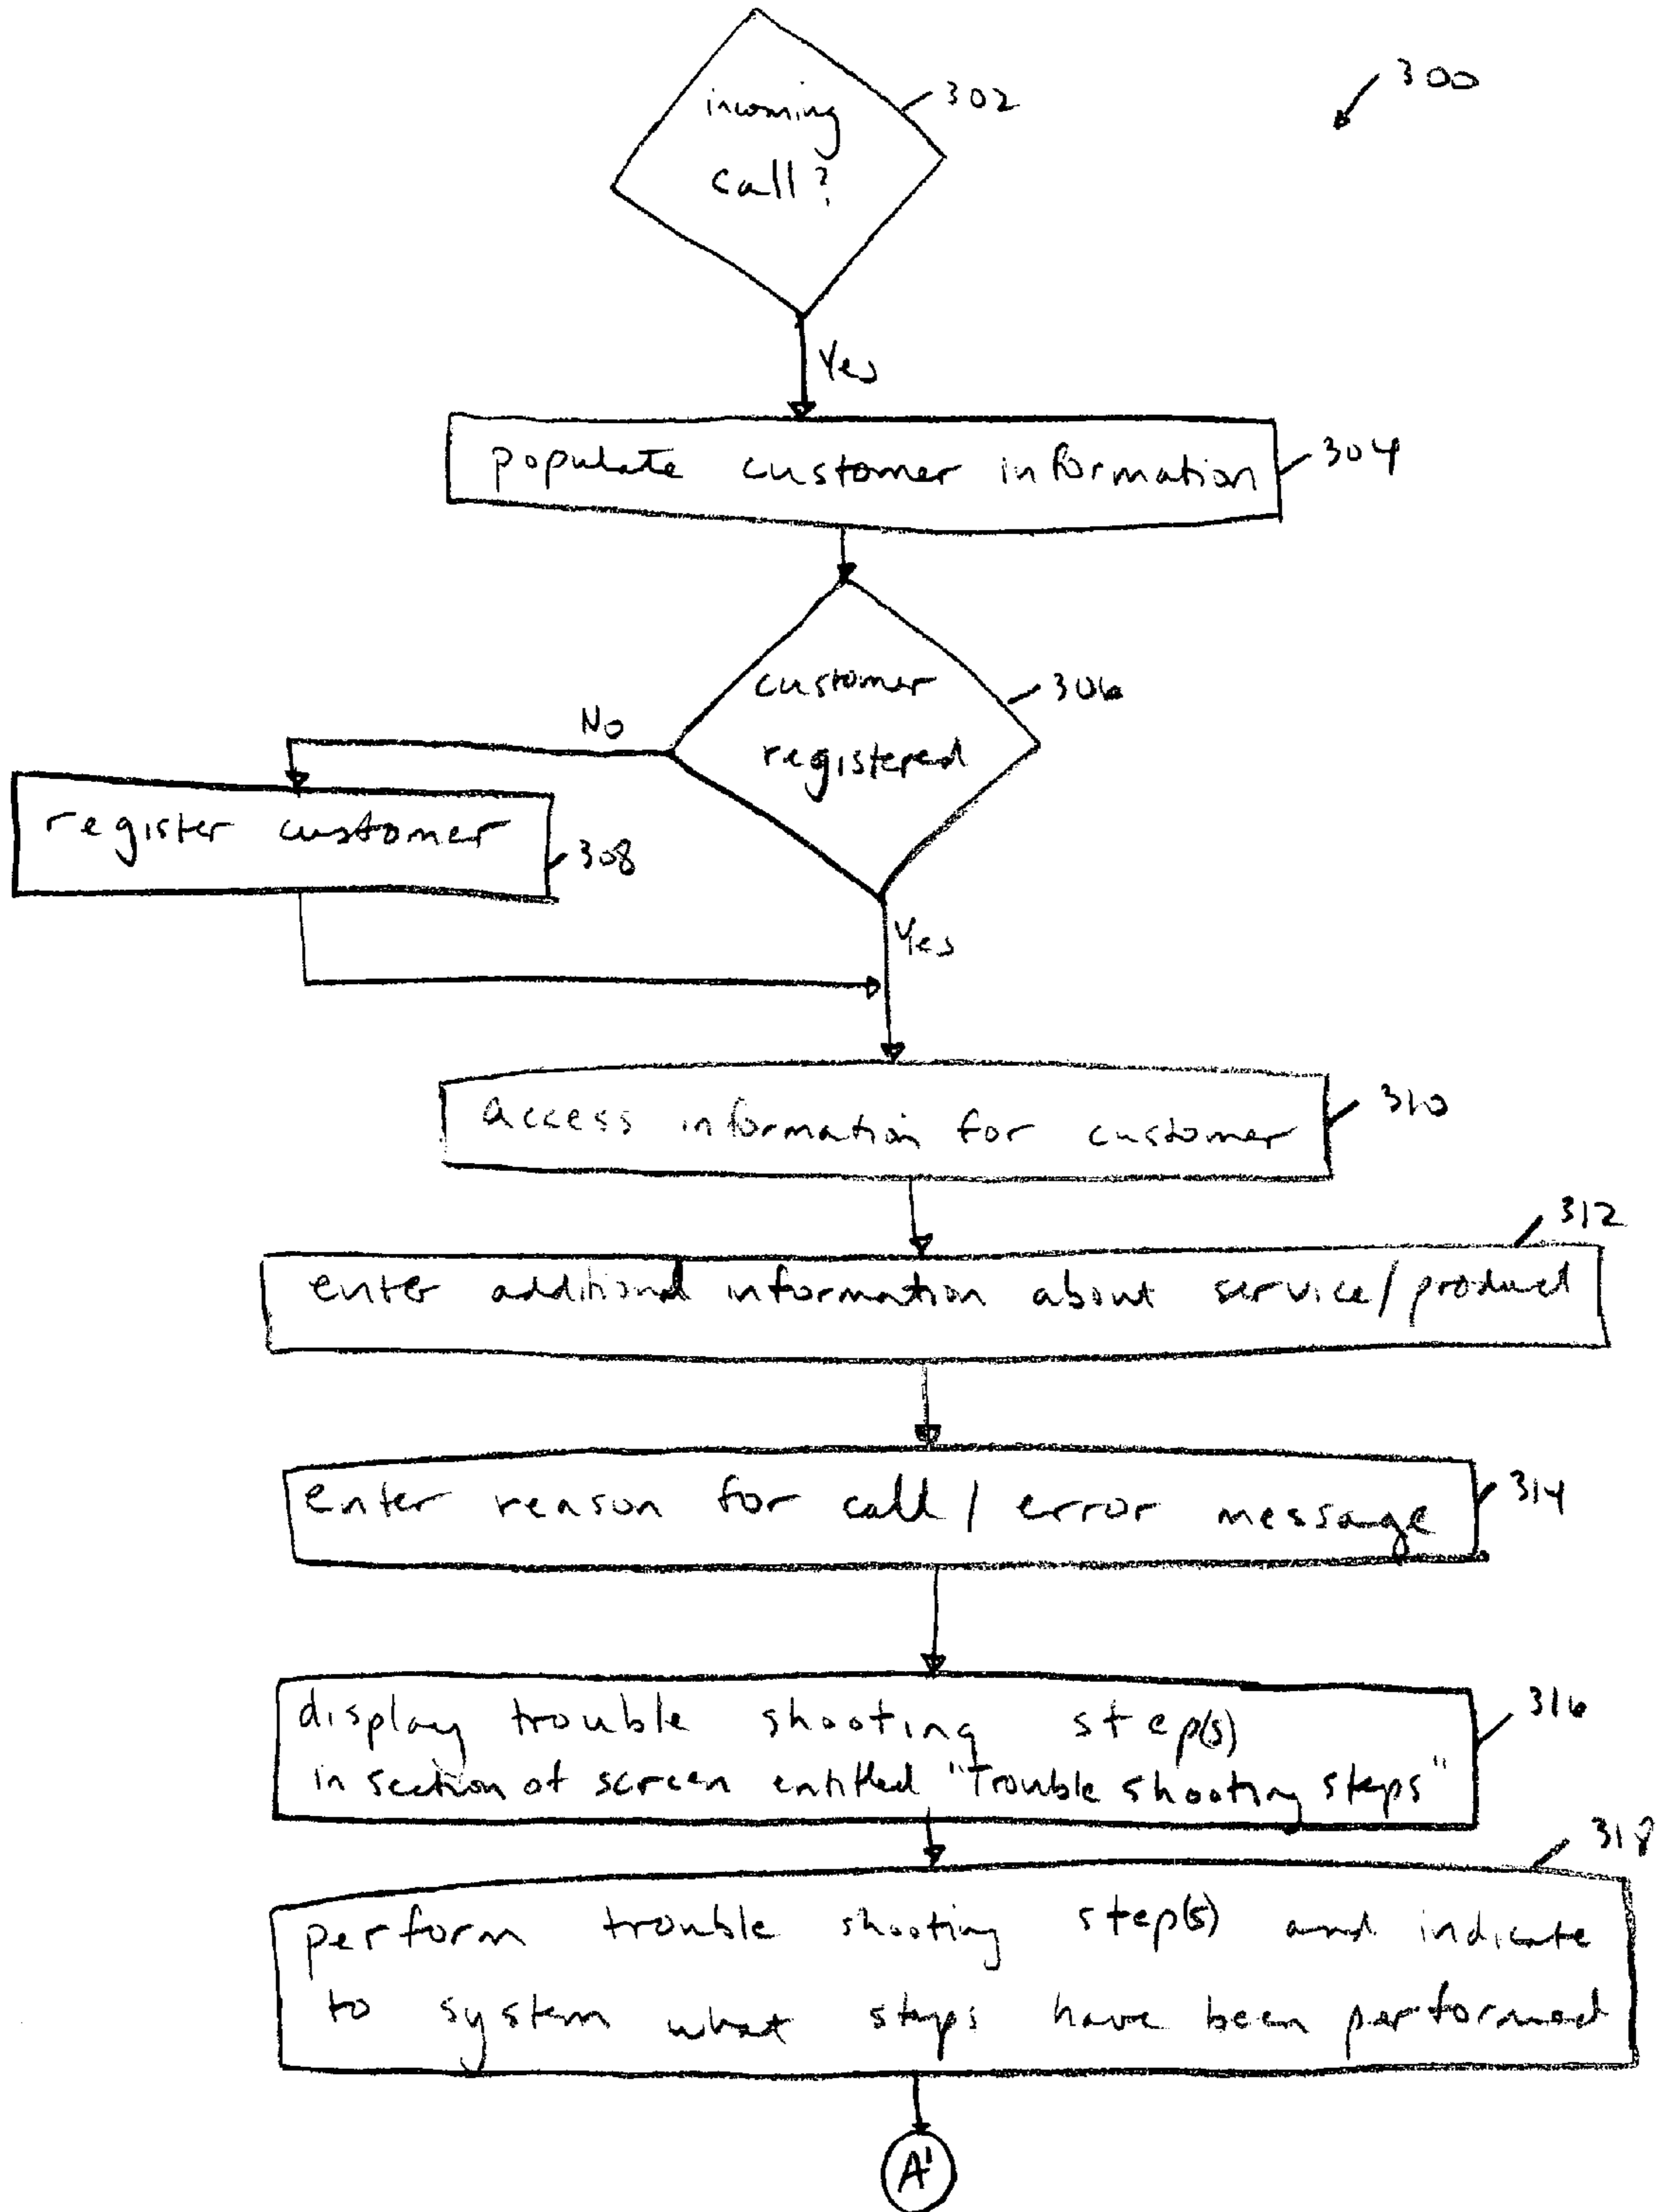 300
incoming
call?
302
Yes
populate customer information
304
customer
registered
306
No
register customer
308
Yes
access information for customer
310
312
enter additional information about service/product
enter reason for call / error message
314
display trouble shooting step(s)
in section of screen entitled "Trouble shooting steps"
316
318
perform trouble shooting step(s) and indicate
to system what steps have been performed
A'